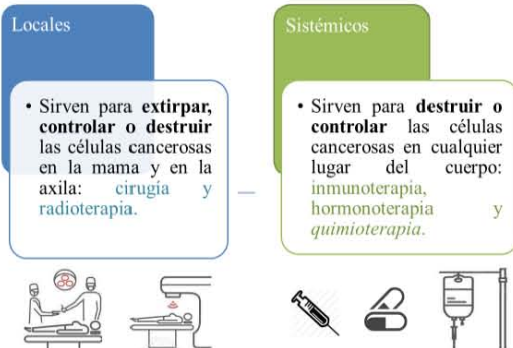 Locales
• Sirven para extirpar,
controlar o destruir
las células cancerosas
en la mama y en la
axila: cirugía y
radioterapia.
Sistémicos
• Sirven para destruir o
controlar las células
cancerosas en cualquier
lugar del cuerpo:
inmunoterapia,
hormonoterapia y
quimioterapia.